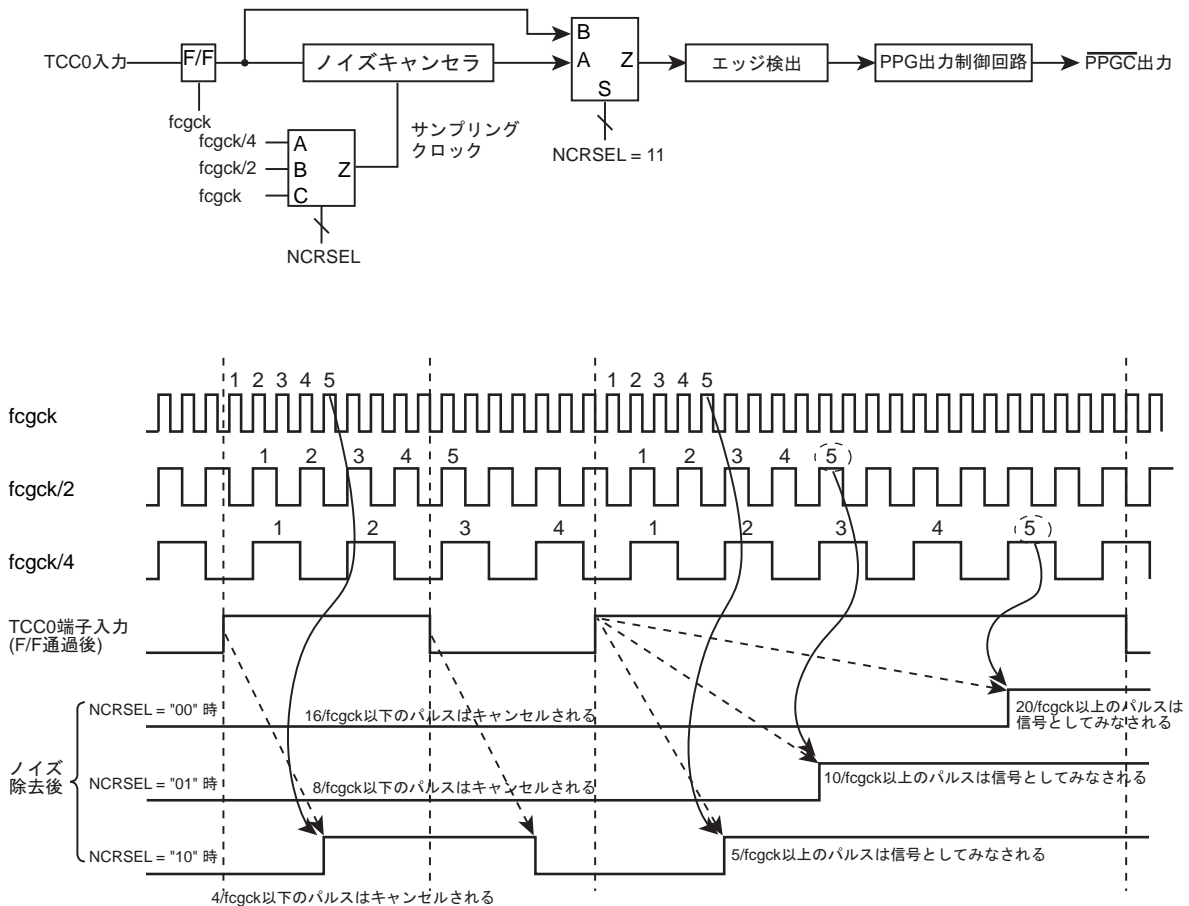 TCC0入力
F/F
ノイズキャンセラ
B
A
Z
S
エッジ検出
PPG出力制御回路
PPGC出力
fcgck
fcgck/4
fcgck/2
fcgck
A
B
C
Z
サンプリング
クロック
NCRSEL = 11
NCRSEL
1 2 3 4 5
1 2 3 4 5
fcgck
1 2 3 4 5
1 2 3 4 5
fcgck/2
1 2 3 4
1 2 3 4 5
fcgck/4
TCC0端子入力
(F/F通過後)
ノイズ
除去後
NCRSEL = "00" 時
16/fcgck以下のパルスはキャンセルされる
20/fcgck以上のパルスは
信号としてみなされる
NCRSEL = "01" 時
8/fcgck以下のパルスはキャンセルされる
10/fcgck以上のパルスは信号としてみなされる
NCRSEL = "10" 時
5/fcgck以上のパルスは信号としてみなされる
4/fcgck以下のパルスはキャンセルされる